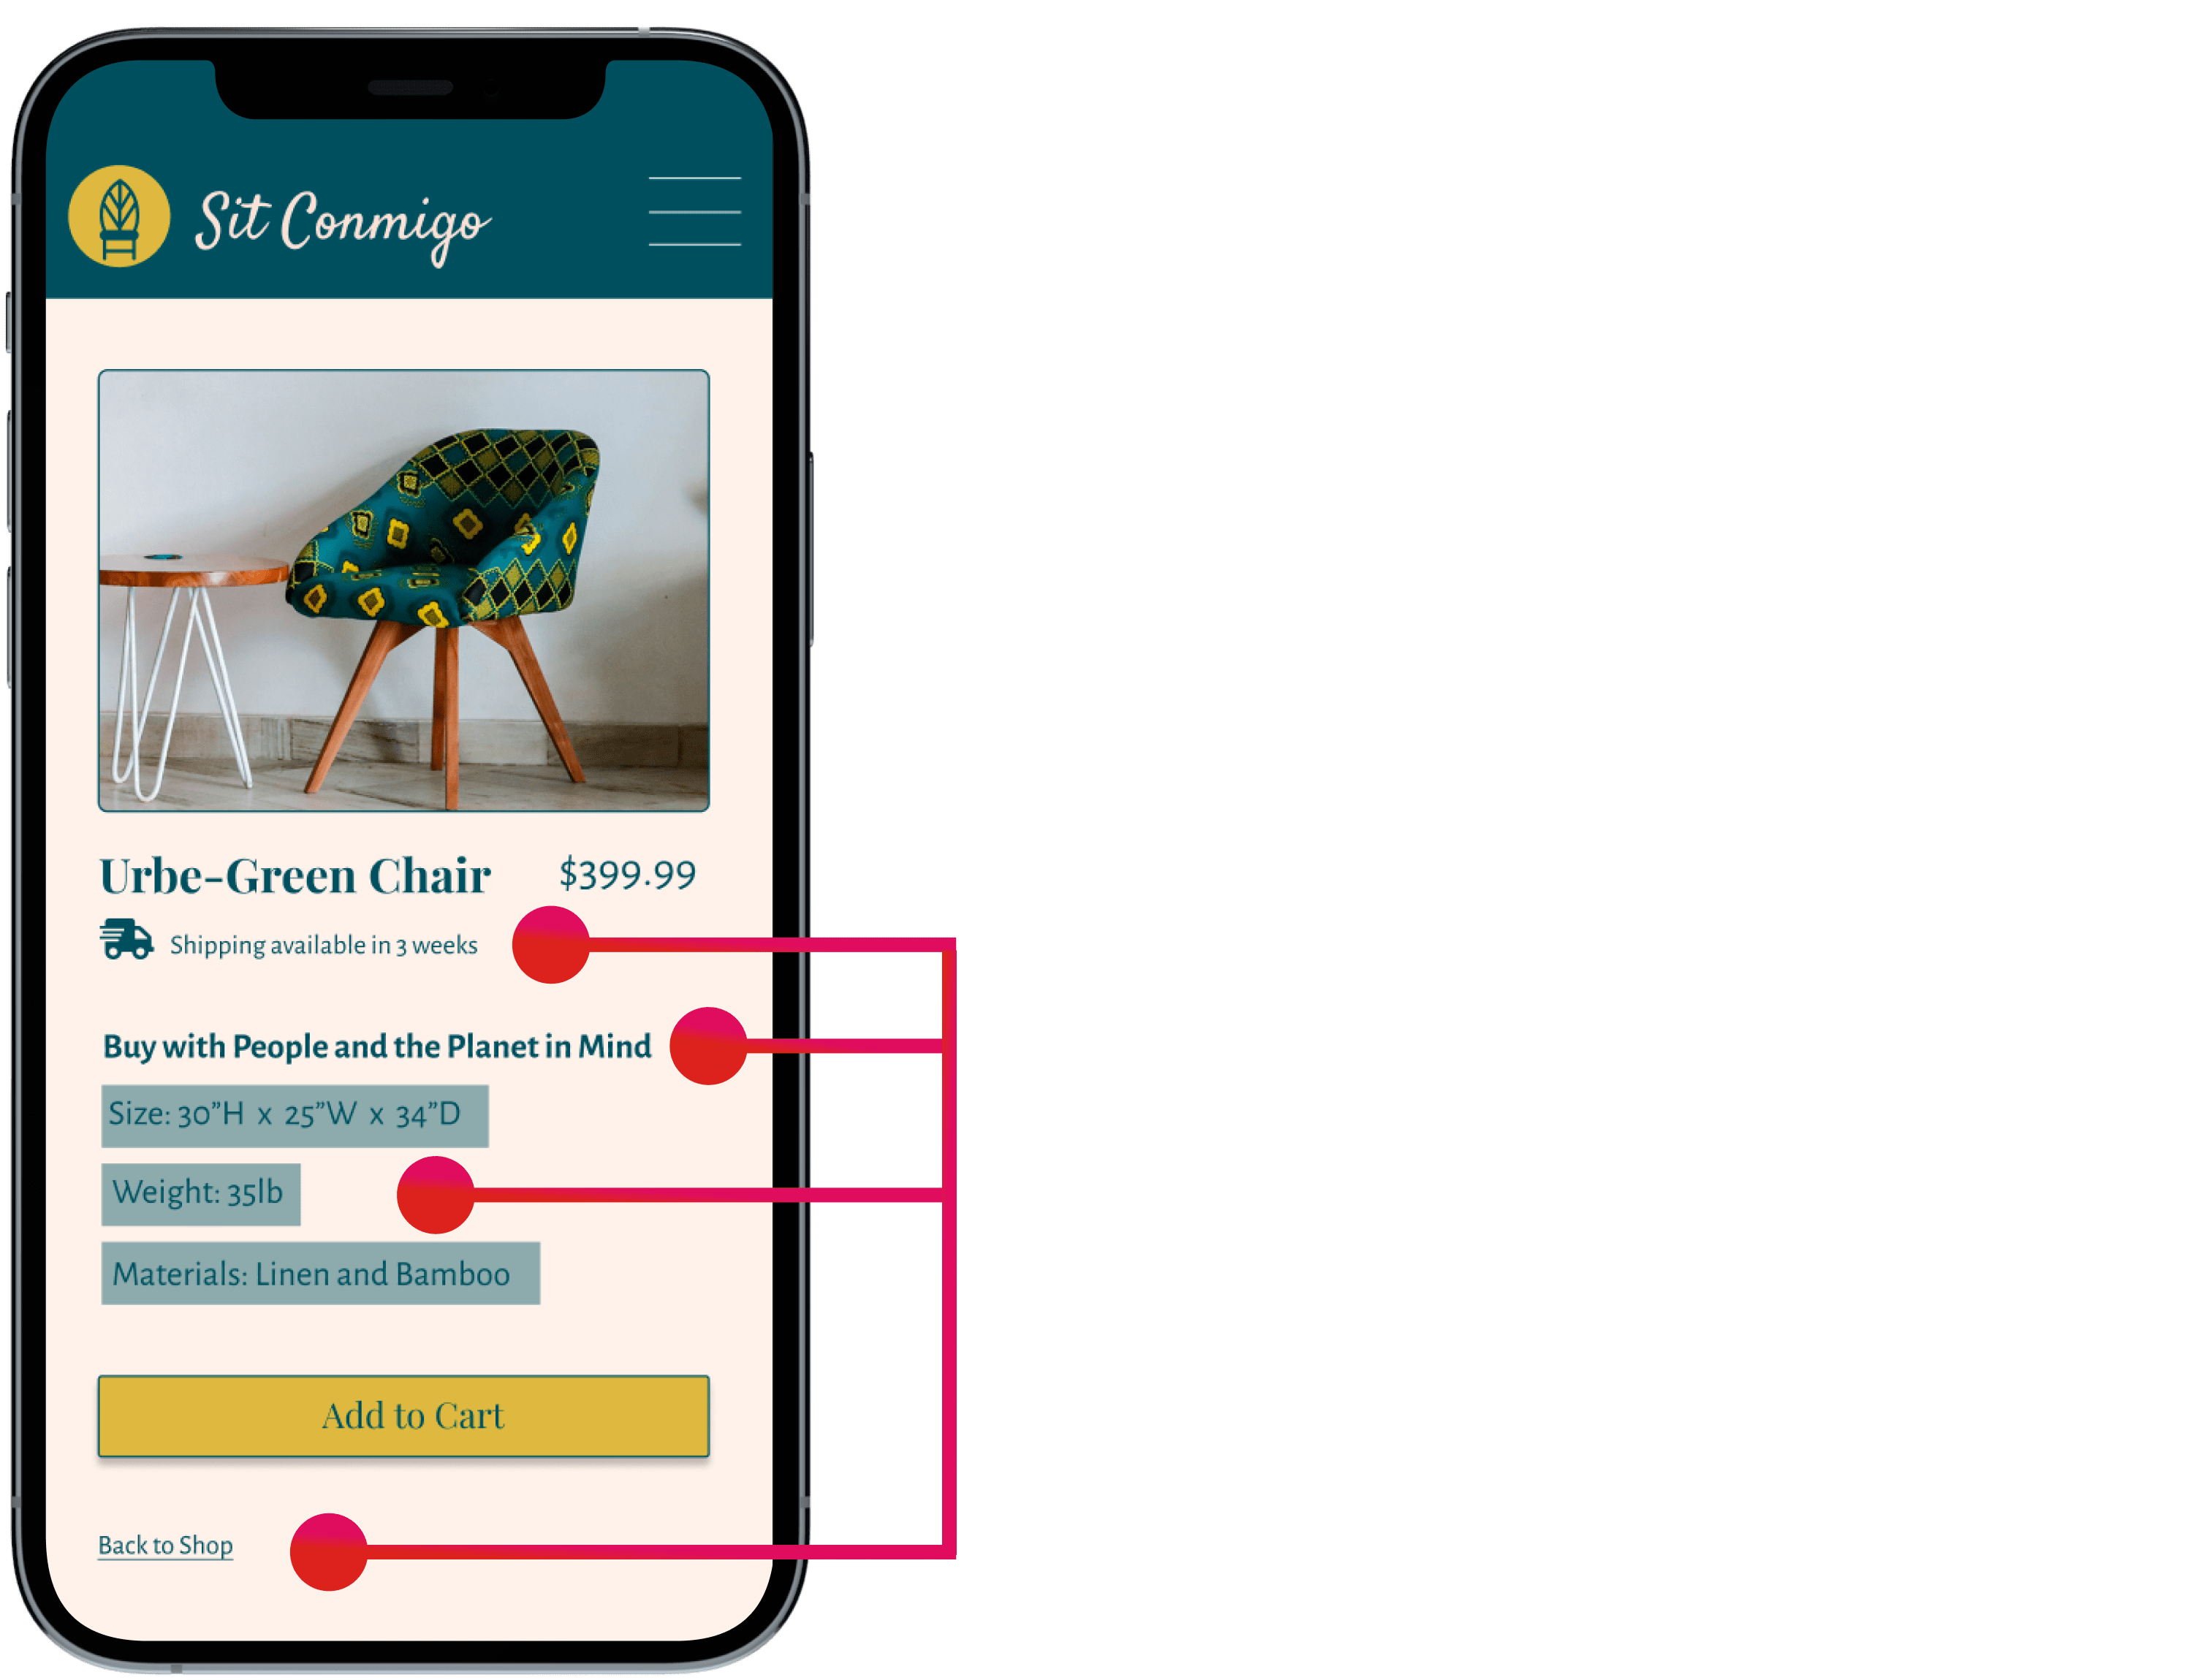 Sit Conmigo
Urbe-Green Chair $399.99
Shipping available in 3 weeks
Buy with People and the Planet in Mind
Size: 30”H x 25”W x 34”D
Weight: 35lb
Materials: Linen and Bamboo
Add to Cart
Back to Shop